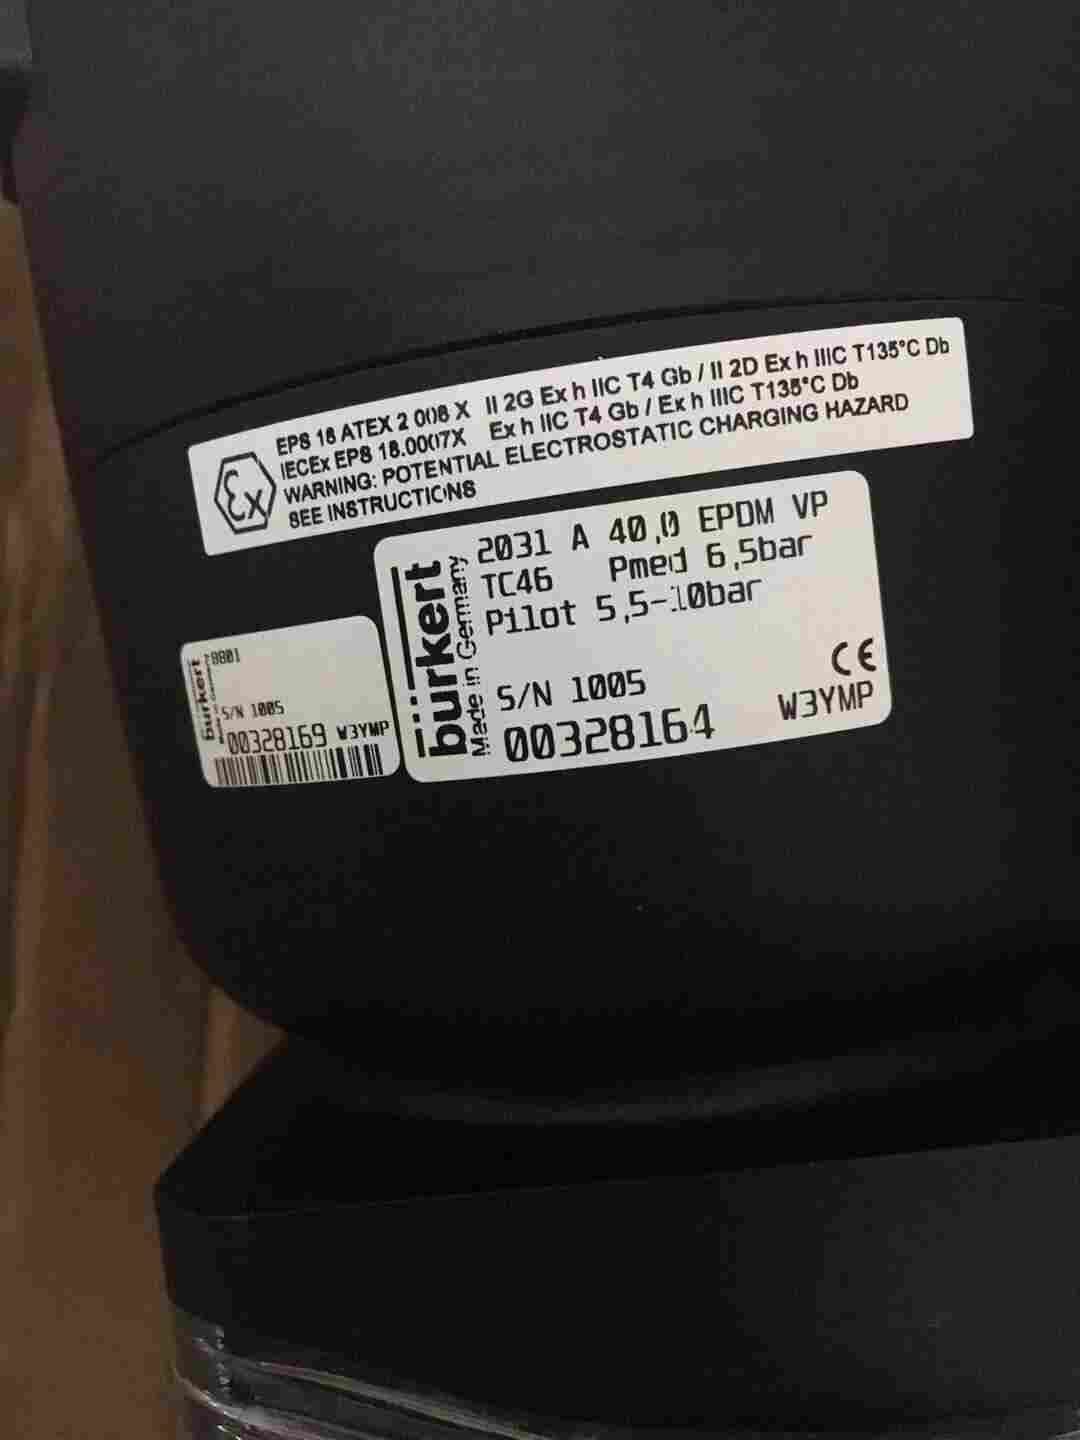 EPS 18 ATEX 2 008 X II 2G Ex h IIC T4 Gb / II 2D Ex h IIIC T135°C Db
IECEx EPS 18.0007X Ex h IIC T4 Gb / Ex h IIIC T135°C Db
WARNING: POTENTIAL ELECTROSTATIC CHARGING HAZARD
SEE INSTRUCTIONS
εx
bürkert
Made in Germany
2031 A 40,0 EPDM VP
TC46 Pmed 6,5bar
Pilot 5,5-10bar
CE
S/N 1005
00328164 W3YMP
bürkert
8801
S/N 1005
00328169 W3YMP